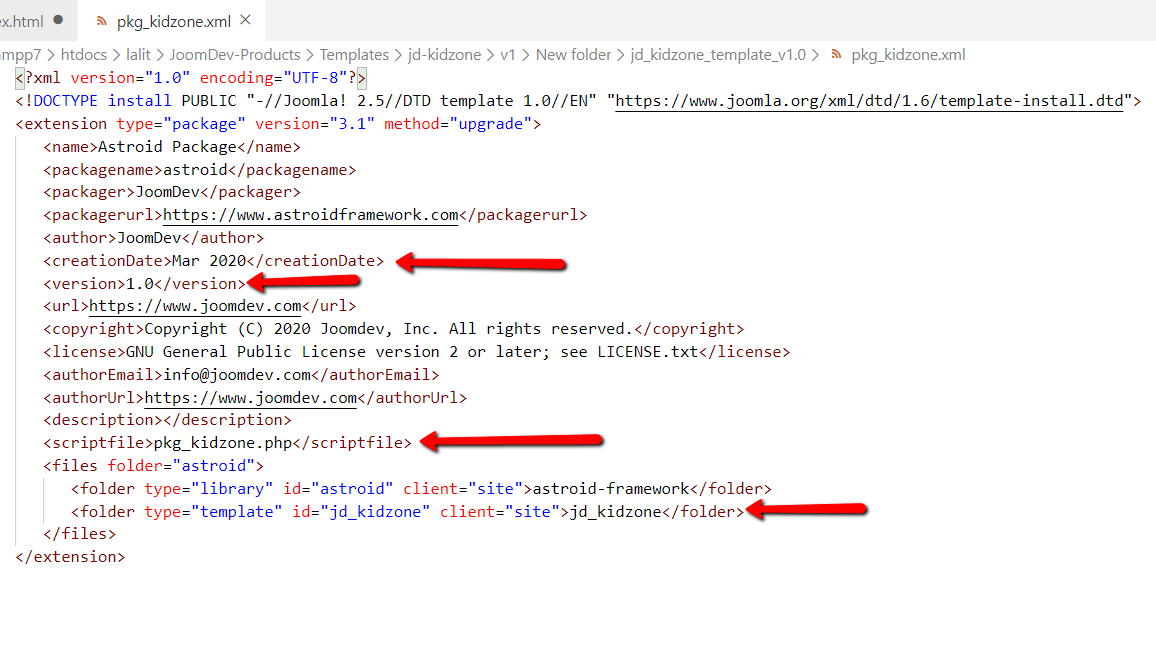 ex.html ● pkg_kidzone.xml ×
mpp7 > htdocs > lalit > JoomDev-Products > Templates > jd-kidzone > v1 > New folder > jd_kidzone_template_v1.0 > pkg_kidzone.xml
<?xml version="1.0" encoding="UTF-8"?>
<!DOCTYPE install PUBLIC "-//Joomla! 2.5//DTD template 1.0//EN" "https://www.joomla.org/xml/dtd/1.6/template-install.dtd">
<extension type="package" version="3.1" method="upgrade">
<name>Astroid Package</name>
<packagename>astroid</packagename>
<packager>JoomDev</packager>
<packagerurl>https://www.astroidframework.com</packagerurl>
<author>JoomDev</author>
<creationDate>Mar 2020</creationDate>
<version>1.0</version>
<url>https://www.joomdev.com</url>
<copyright>Copyright (C) 2020 Joomdev, Inc. All rights reserved.</copyright>
<license>GNU General Public License version 2 or later; see LICENSE.txt</license>
<authorEmail>info@joomdev.com</authorEmail>
<authorUrl>https://www.joomdev.com</authorUrl>
<description></description>
<scriptfile>pkg_kidzone.php</scriptfile>
<files folder="astroid">
<folder type="library" id="astroid" client="site">astroid-framework</folder>
<folder type="template" id="jd_kidzone" client="site">jd_kidzone</folder>
</files>
</extension>